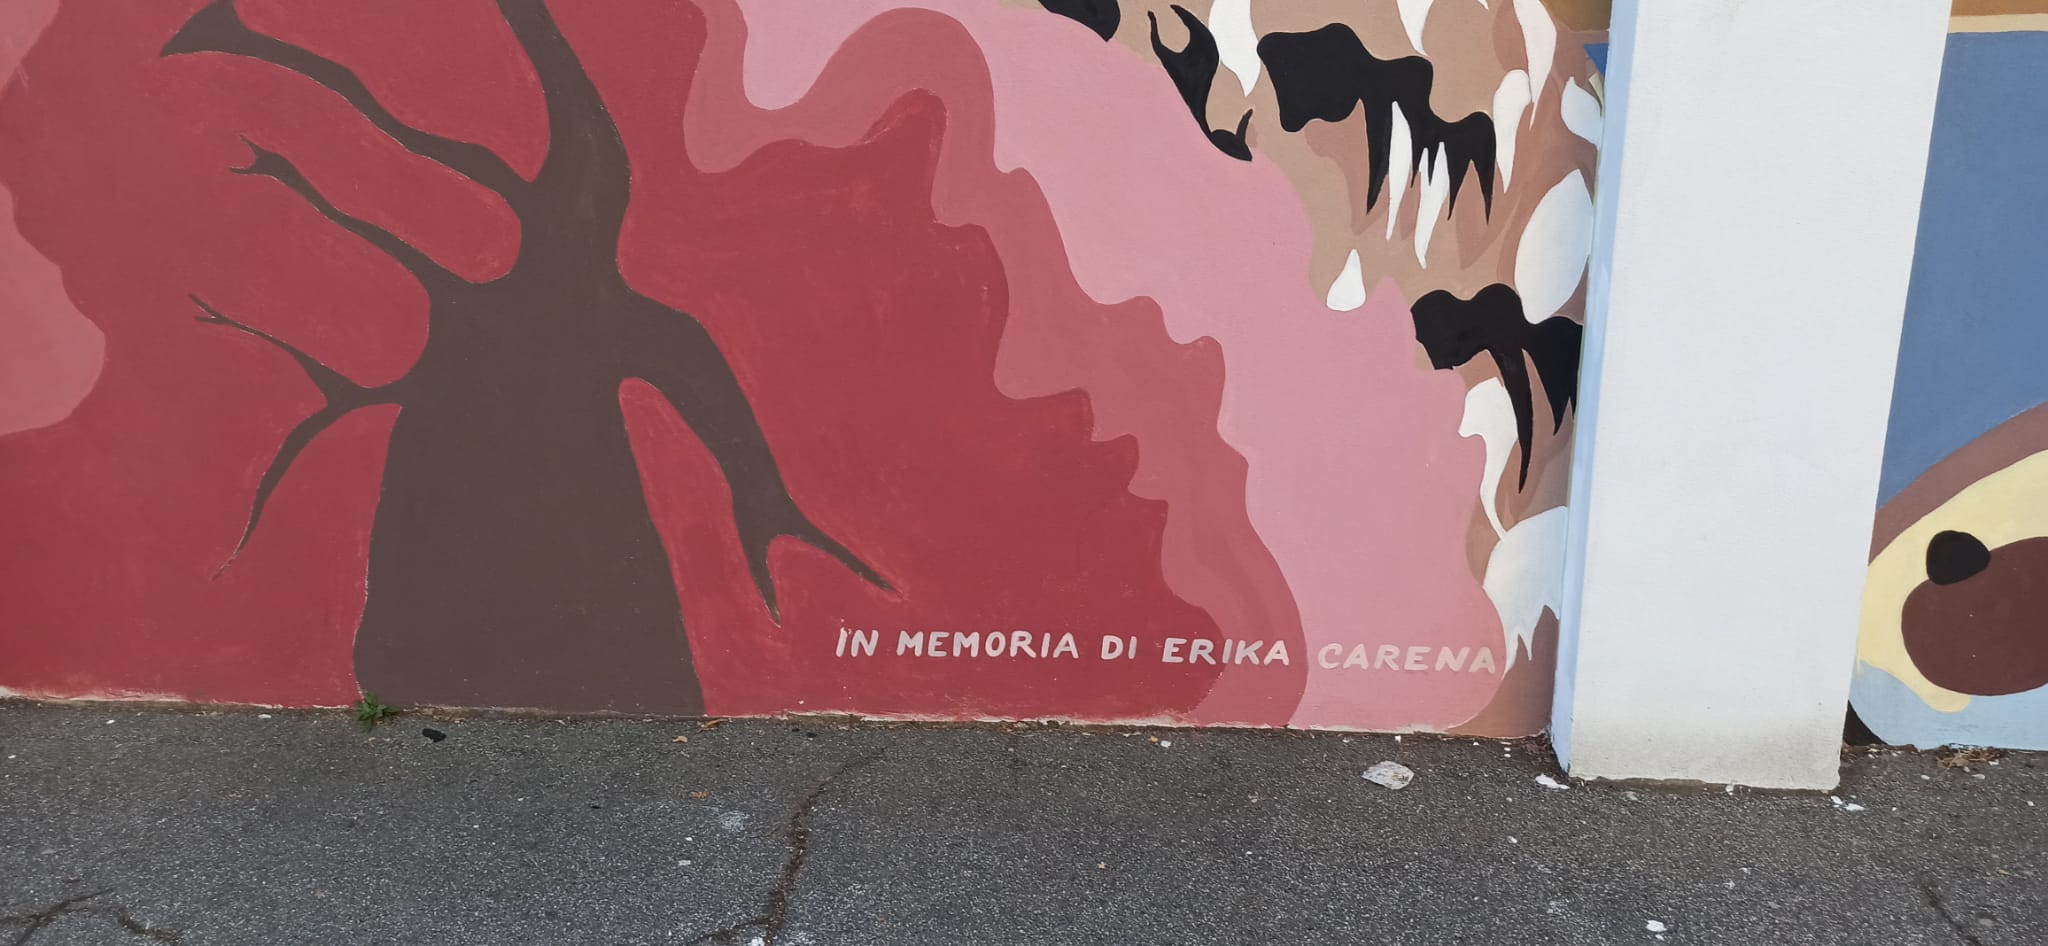 IN MEMORIA DI ERIKA CARENA